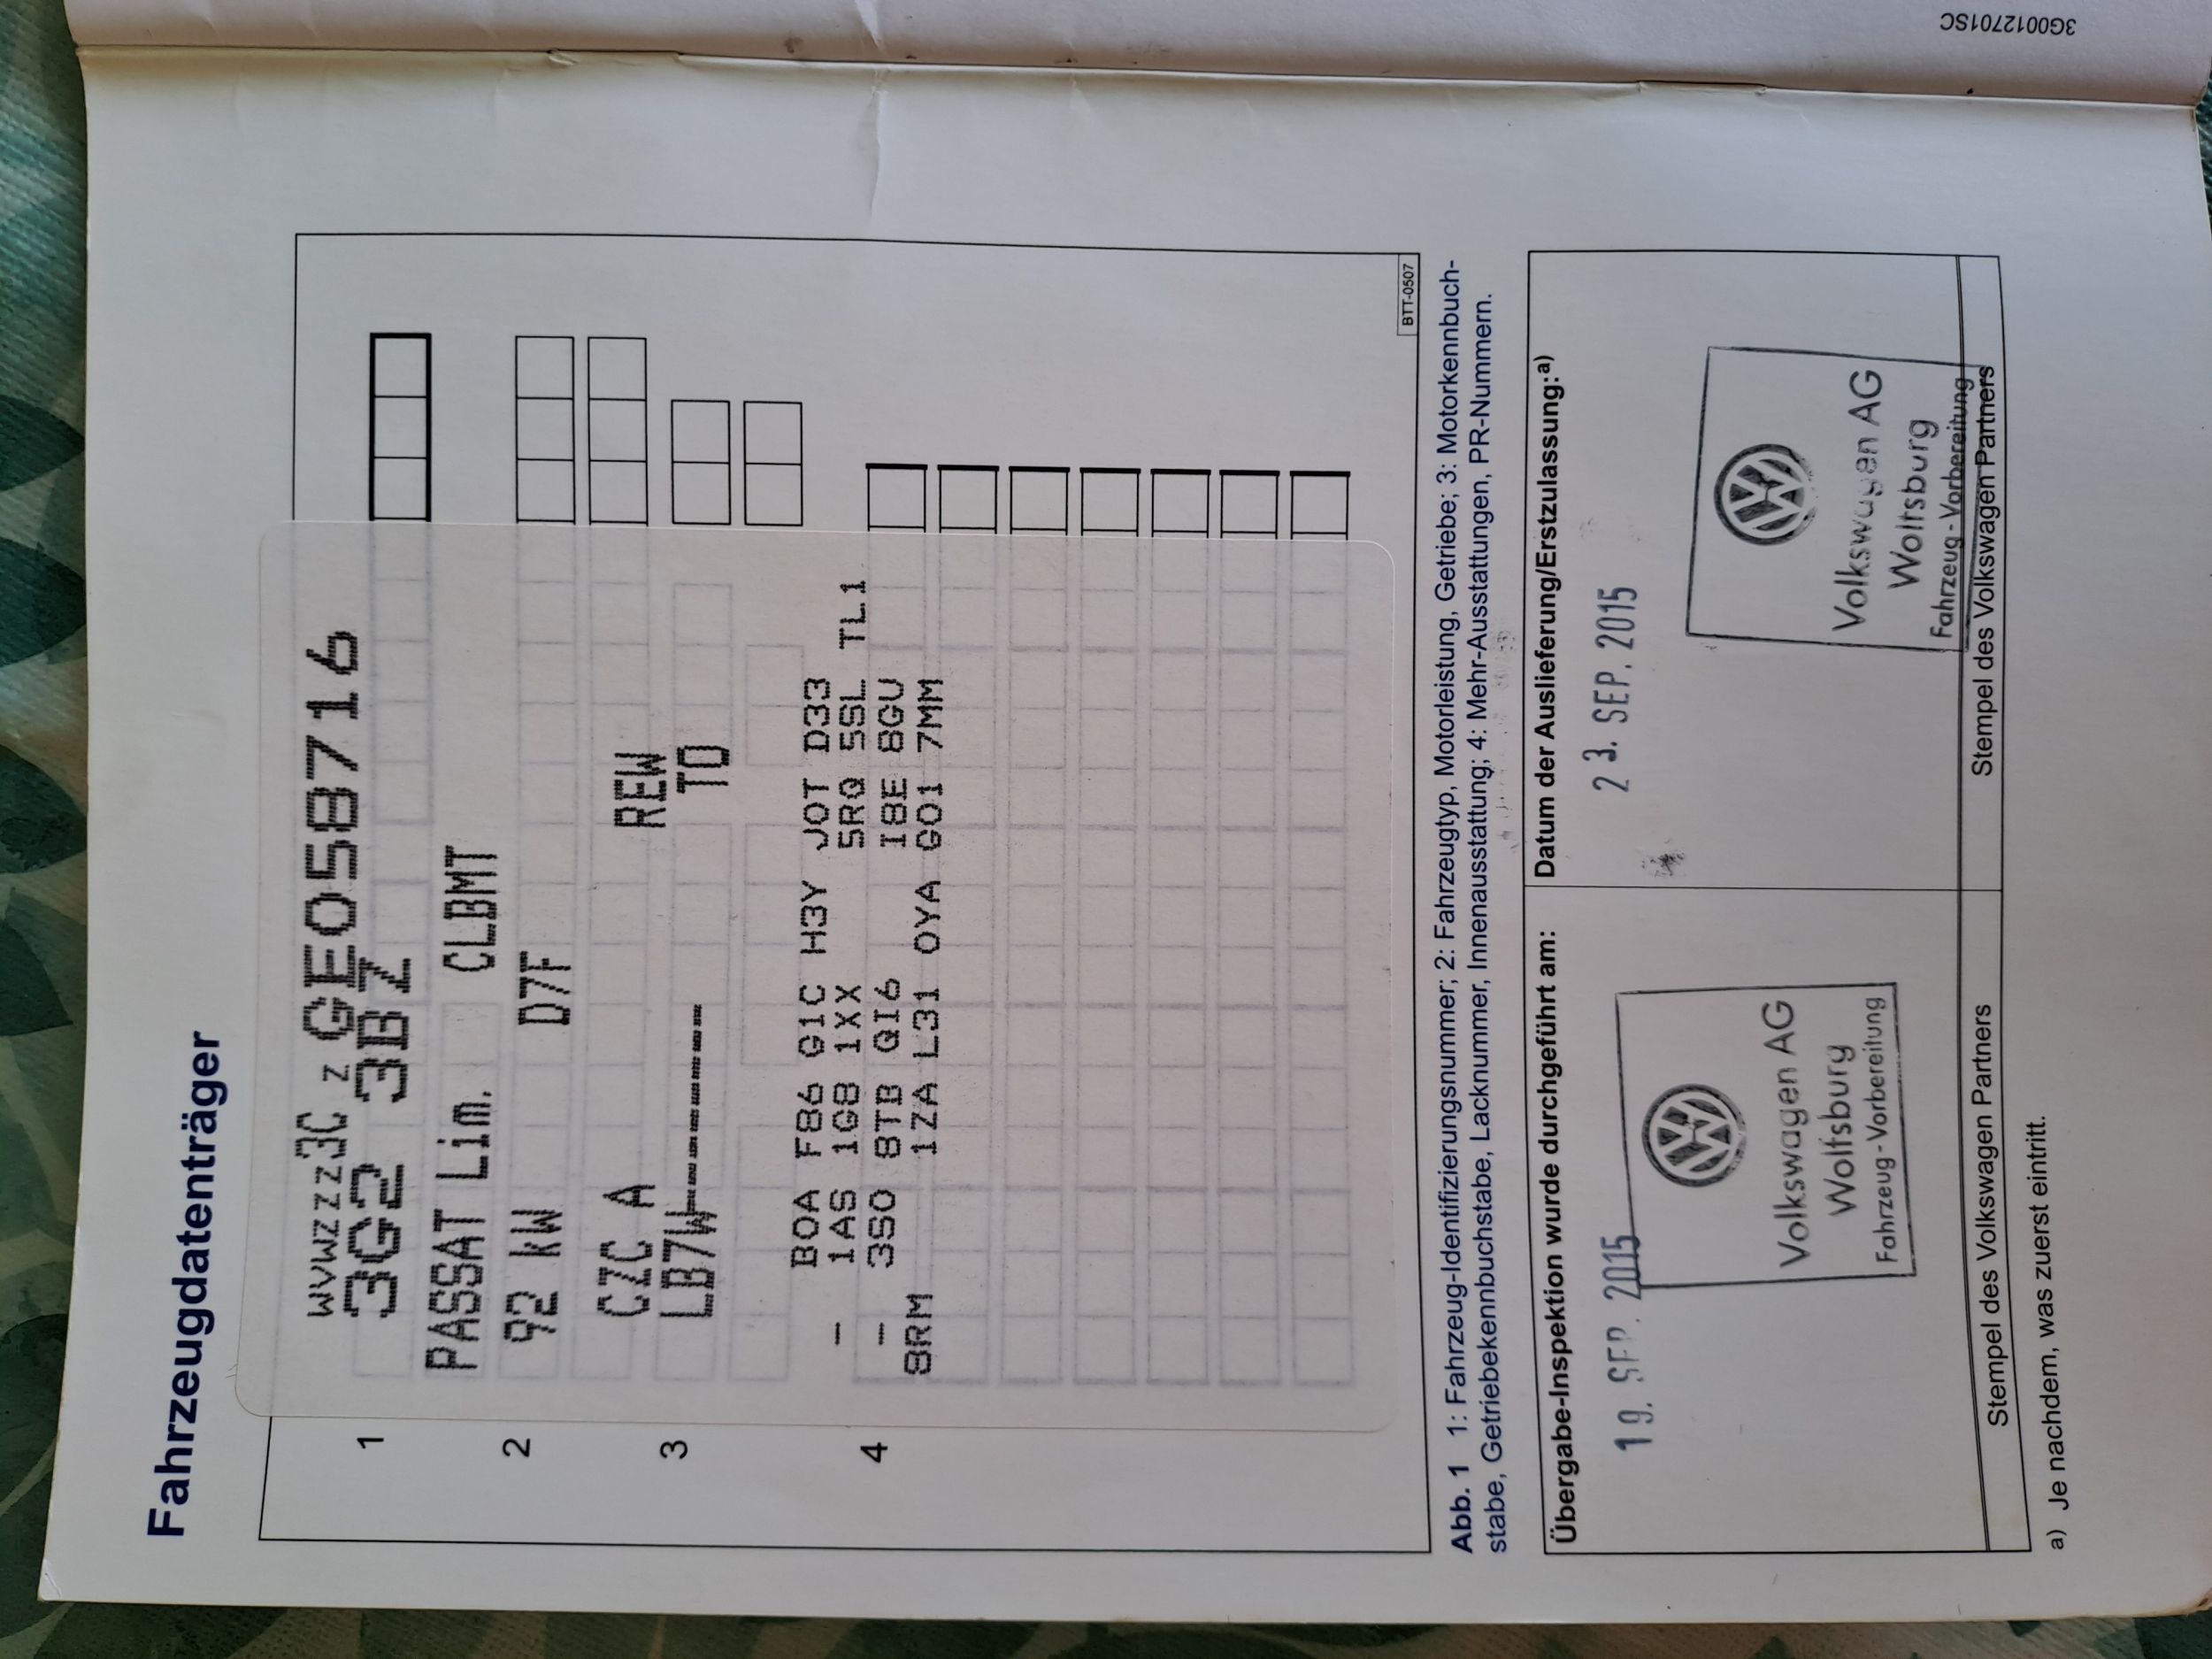 3G0012701SC
Fahrzeugdatenträger
1
WVWZZZ3C Z GE058716
3G2 3BZ
2
PASSAT Lim. CLBMT
92 kW D7F
3
CZC A REW
LB7W------- TO
4
B0A F86 G1C H3Y J0T D33
— 1AS 1G8 1XX 5RQ 5SL TL1
— 3S0 8TB QI6 I8E 8GU
8RM 1ZA L31 0YA G01 7MM
BTT-0507
Abb. 1 1: Fahrzeug-Identifizierungsnummer; 2: Fahrzeugtyp, Motorleistung, Getriebe; 3: Motorkennbuch-
stabe, Getriebekennbuchstabe, Lacknummer, Innenausstattung; 4: Mehr-Ausstattungen, PR-Nummern.
Übergabe-Inspektion wurde durchgeführt am:
19. SEP. 2015
Volkswagen AG
Wolfsburg
Fahrzeug-Vorbereitung
Stempel des Volkswagen Partners
Datum der Auslieferung/Erstzulassung:a)
23. SEP. 2015
Volkswagen AG
Wolfsburg
Fahrzeug-Vorbereitung
Stempel des Volkswagen Partners
a) Je nachdem, was zuerst eintritt.